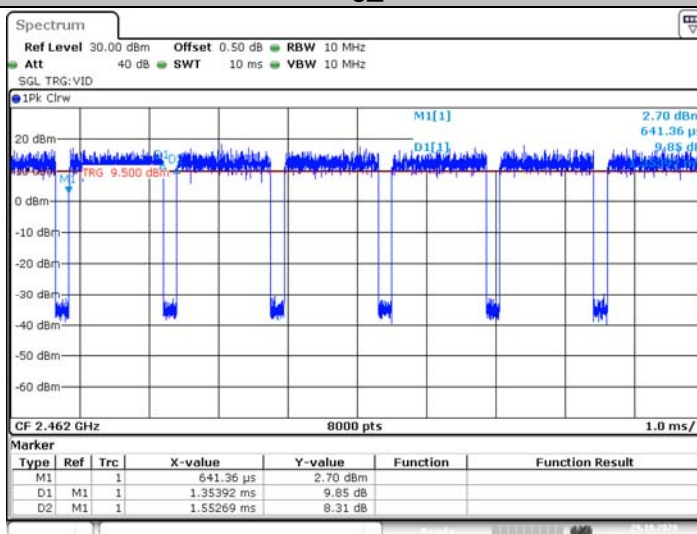 Spectrum
Ref Level 30.00 dBm Offset 0.50 dB RBW 10 MHz
Att 40 dB SWT 10 ms VBW 10 MHz
SGL TRG:VID
1Pk Clrw
M1[1] 2.70 dBm
641.36 µs
20 dBm
D1[1] 9.85 dB
TRG 9.500 dBm
M1
0 dBm
-10 dBm
-20 dBm
-30 dBm
-40 dBm
-50 dBm
-60 dBm
CF 2.462 GHz 8000 pts 1.0 ms/
Marker
Type Ref Trc X-value Y-value Function Function Result
M1 1 641.36 µs 2.70 dBm
D1 M1 1 1.35392 ms 9.85 dB
D2 M1 1 1.55269 ms 8.31 dB